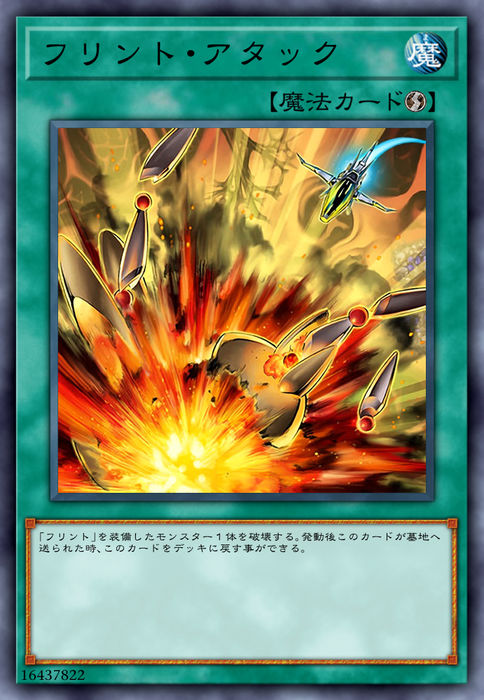 フリント・アタック
魔
【魔法カード】
「フリント」を装備したモンスター１体を破壊する。発動後このカードが墓地へ
送られた時、このカードをデッキに戻す事ができる。
16437822